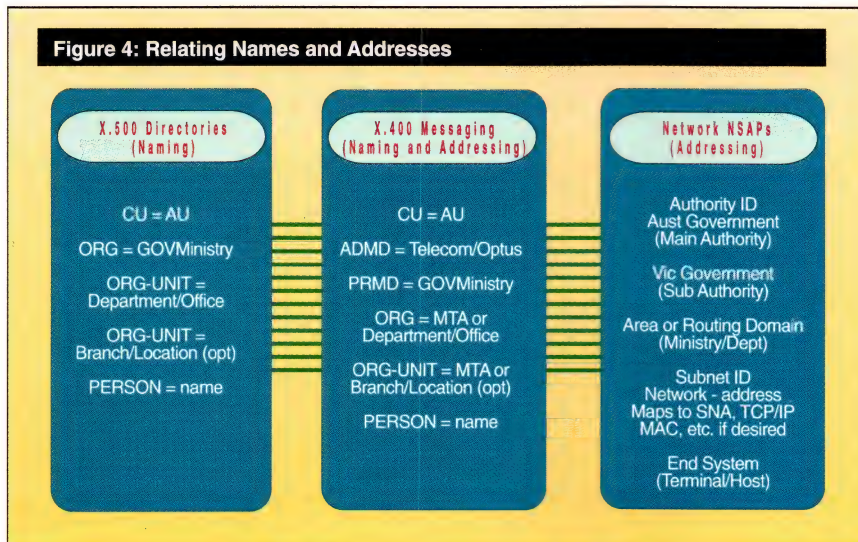 Figure 4: Relating Names and Addresses
X.500 Directories
(Naming)
CU = AU
ORG = GOVMinistry
ORG-UNIT =
Department/Office
ORG-UNIT =
Branch/Location (opt)
PERSON = name
X.400 Messaging
(Naming and Addressing)
CU = AU
ADMD = Telecom/Optus
PRMD = GOVMinistry
ORG = MTA or
Department/Office
ORG-UNIT = MTA or
Branch/Location (opt)
PERSON = name
Network NSAPs
(Addressing)
Authority ID
Aust Government
(Main Authority)
Vic Government
(Sub Authority)
Area or Routing Domain
(Ministry/Dept)
Subnet ID
Network - address
Maps to SNA, TCP/IP
MAC, etc. if desired
End System
(Terminal/Host)